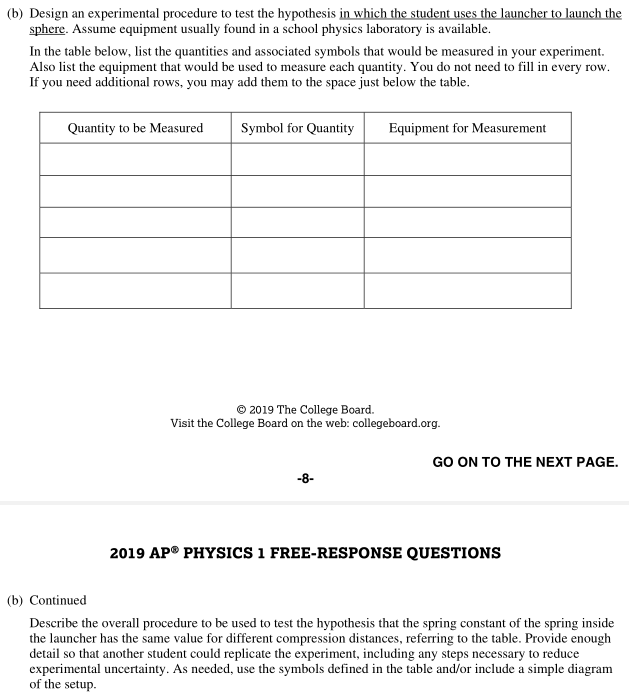 (b) Design an experimental procedure to test the hypothesis in which the student uses the launcher to launch the
sphere. Assume equipment usually found in a school physics laboratory is available.
In the table below, list the quantities and associated symbols that would be measured in your experiment.
Also list the equipment that would be used to measure each quantity. You do not need to fill in every row.
If you need additional rows, you may add them to the space just below the table.
Quantity to be Measured Symbol for Quantity Equipment for Measurement
© 2019 The College Board.
Visit the College Board on the web: collegeboard.org.
GO ON TO THE NEXT PAGE.
-8-
2019 AP® PHYSICS 1 FREE-RESPONSE QUESTIONS
(b) Continued
Describe the overall procedure to be used to test the hypothesis that the spring constant of the spring inside
the launcher has the same value for different compression distances, referring to the table. Provide enough
detail so that another student could replicate the experiment, including any steps necessary to reduce
experimental uncertainty. As needed, use the symbols defined in the table and/or include a simple diagram
of the setup.